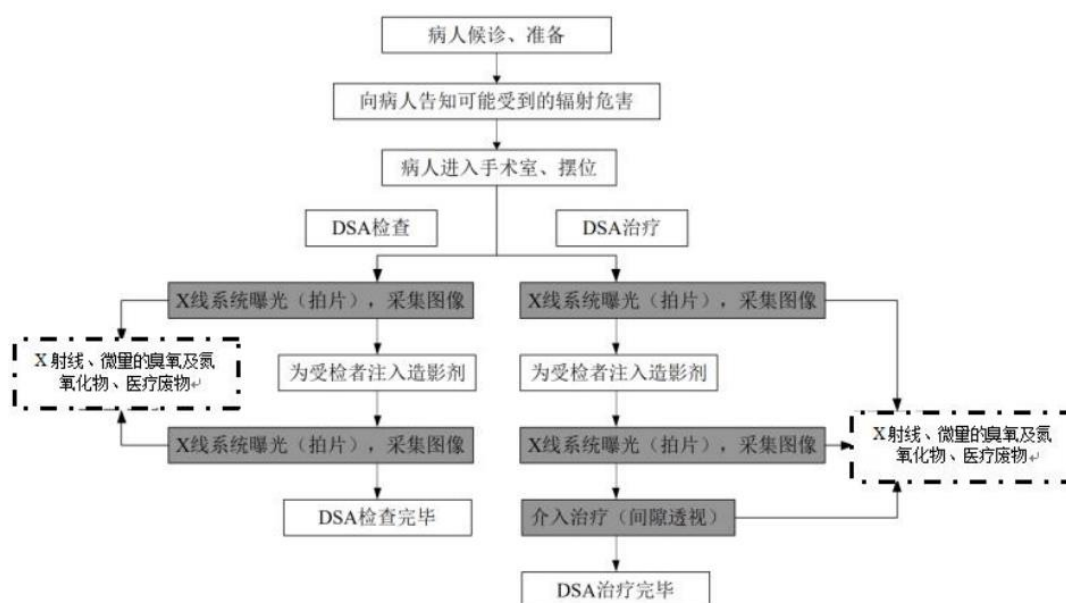 病人候诊、准备
向病人告知可能受到的辐射危害
病人进入手术室、摆位
DSA检查
DSA治疗
X线系统曝光（拍片），采集图像
X线系统曝光（拍片），采集图像
X射线、微量的臭氧及氮
氧化物、医疗废物↵
为受检者注入造影剂
为受检者注入造影剂
X线系统曝光（拍片），采集图像
X线系统曝光（拍片），采集图像
X射线、微量的臭氧及氮
氧化物、医疗废物↵
DSA检查完毕
介入治疗（间隙透视）
DSA治疗完毕